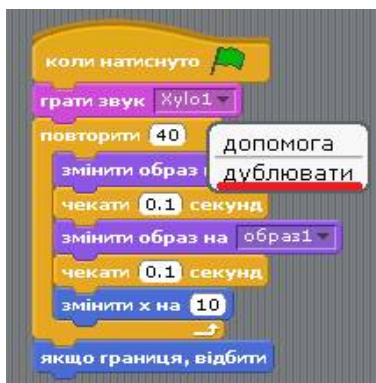 коли натиснуто
грати звук Xylo1
повторити 40
допомога
дублювати
змінити образ
чекати 0.1 секунд
змінити образ на образ1
чекати 0.1 секунд
змінити x на 10
якщо границя, відбити